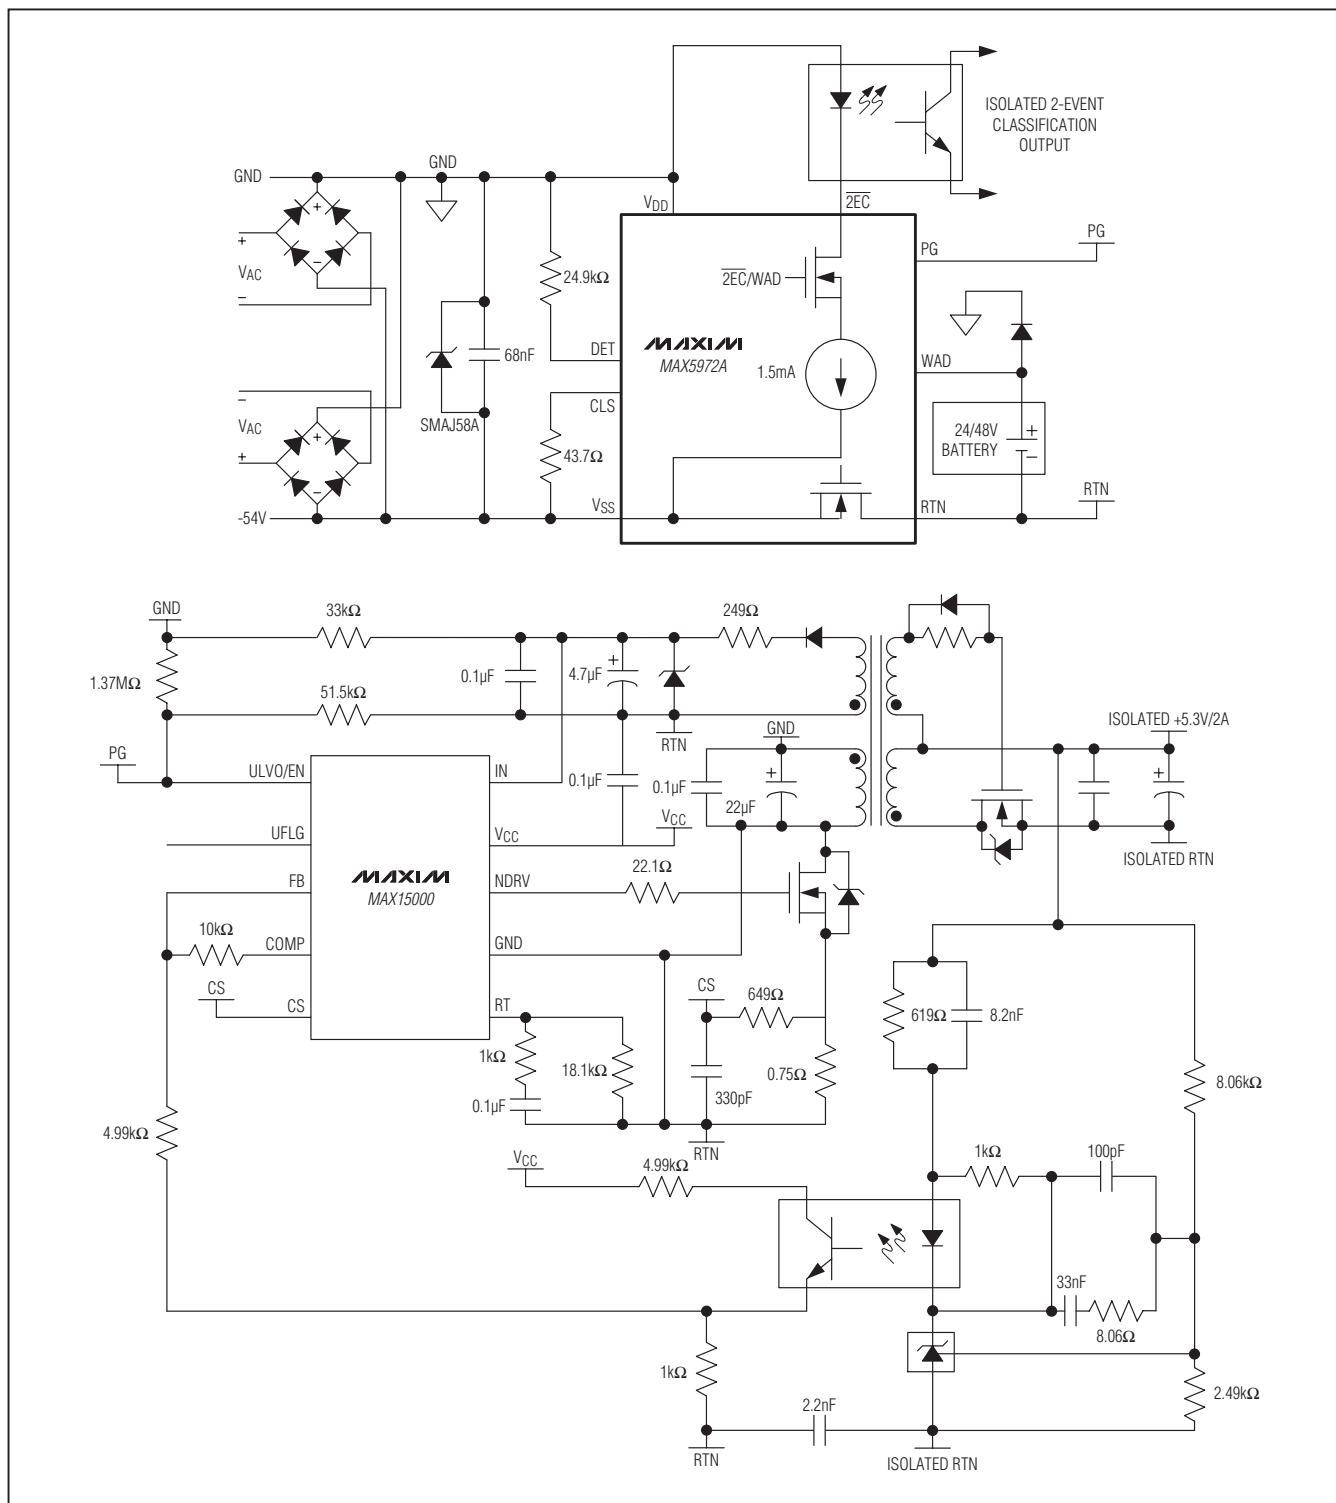 ISOLATED 2-EVENT
CLASSIFICATION
OUTPUT
GND
GND
VDD
2EC
PG
PG
+
+
VAC
–
–
24.9kΩ
2EC/WAD
MAXIM
MAX5972A
DET
68nF
1.5mA
WAD
–
VAC
+
+
–
SMAJ58A
CLS
43.7Ω
24/48V
BATTERY
+
–
-54V
VSS
RTN
RTN
GND
33kΩ
249Ω
1.37MΩ
0.1µF
+
4.7µF
51.5kΩ
RTN
GND
ISOLATED +5.3V/2A
PG
ULVO/EN
IN
0.1µF
0.1µF
+
22µF
+
VCC
UFLG
VCC
ISOLATED RTN
MAXIM
MAX15000
FB
NDRV
22.1Ω
10kΩ
COMP
GND
CS
CS
RT
CS
649Ω
619Ω
8.2nF
1kΩ
18.1kΩ
0.75Ω
330pF
0.1µF
8.06kΩ
4.99kΩ
RTN
VCC
4.99kΩ
1kΩ
100pF
33nF
8.06Ω
1kΩ
2.49kΩ
2.2nF
RTN
ISOLATED RTN